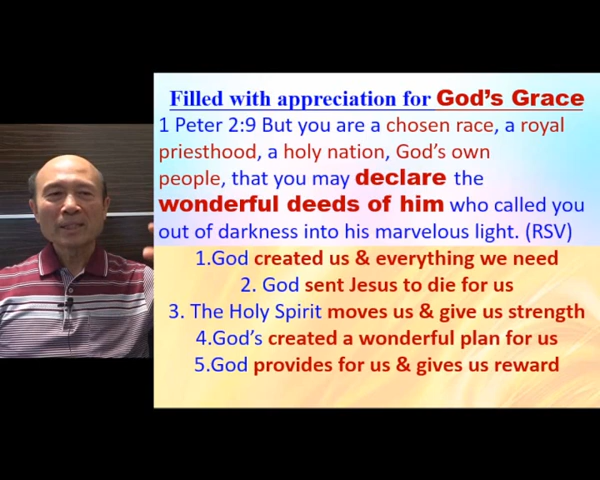 Filled with appreciation for God's Grace
1 Peter 2:9 But you are a chosen race, a royal
priesthood, a holy nation, God's own
people, that you may declare the
wonderful deeds of him who called you
out of darkness into his marvelous light. (RSV)
1.God created us & everything we need
2. God sent Jesus to die for us
3. The Holy Spirit moves us & give us strength
4.God's created a wonderful plan for us
5.God provides for us & gives us reward